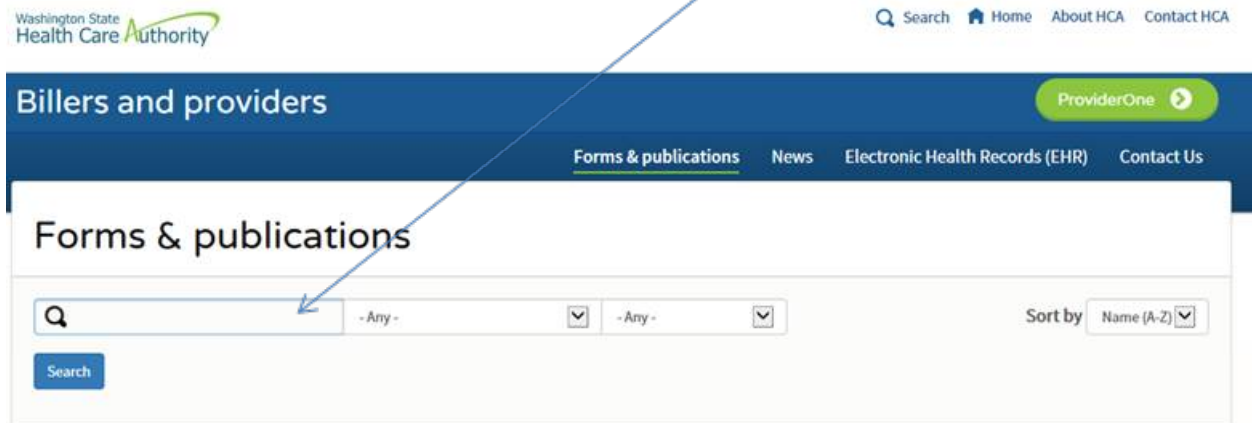 Washington State
Health Care Authority
Search Home About HCA Contact HCA
Billers and providers
ProviderOne
Forms & publications News Electronic Health Records (EHR) Contact Us
Forms & publications
- Any - - Any - Sort by Name (A-Z)
Search